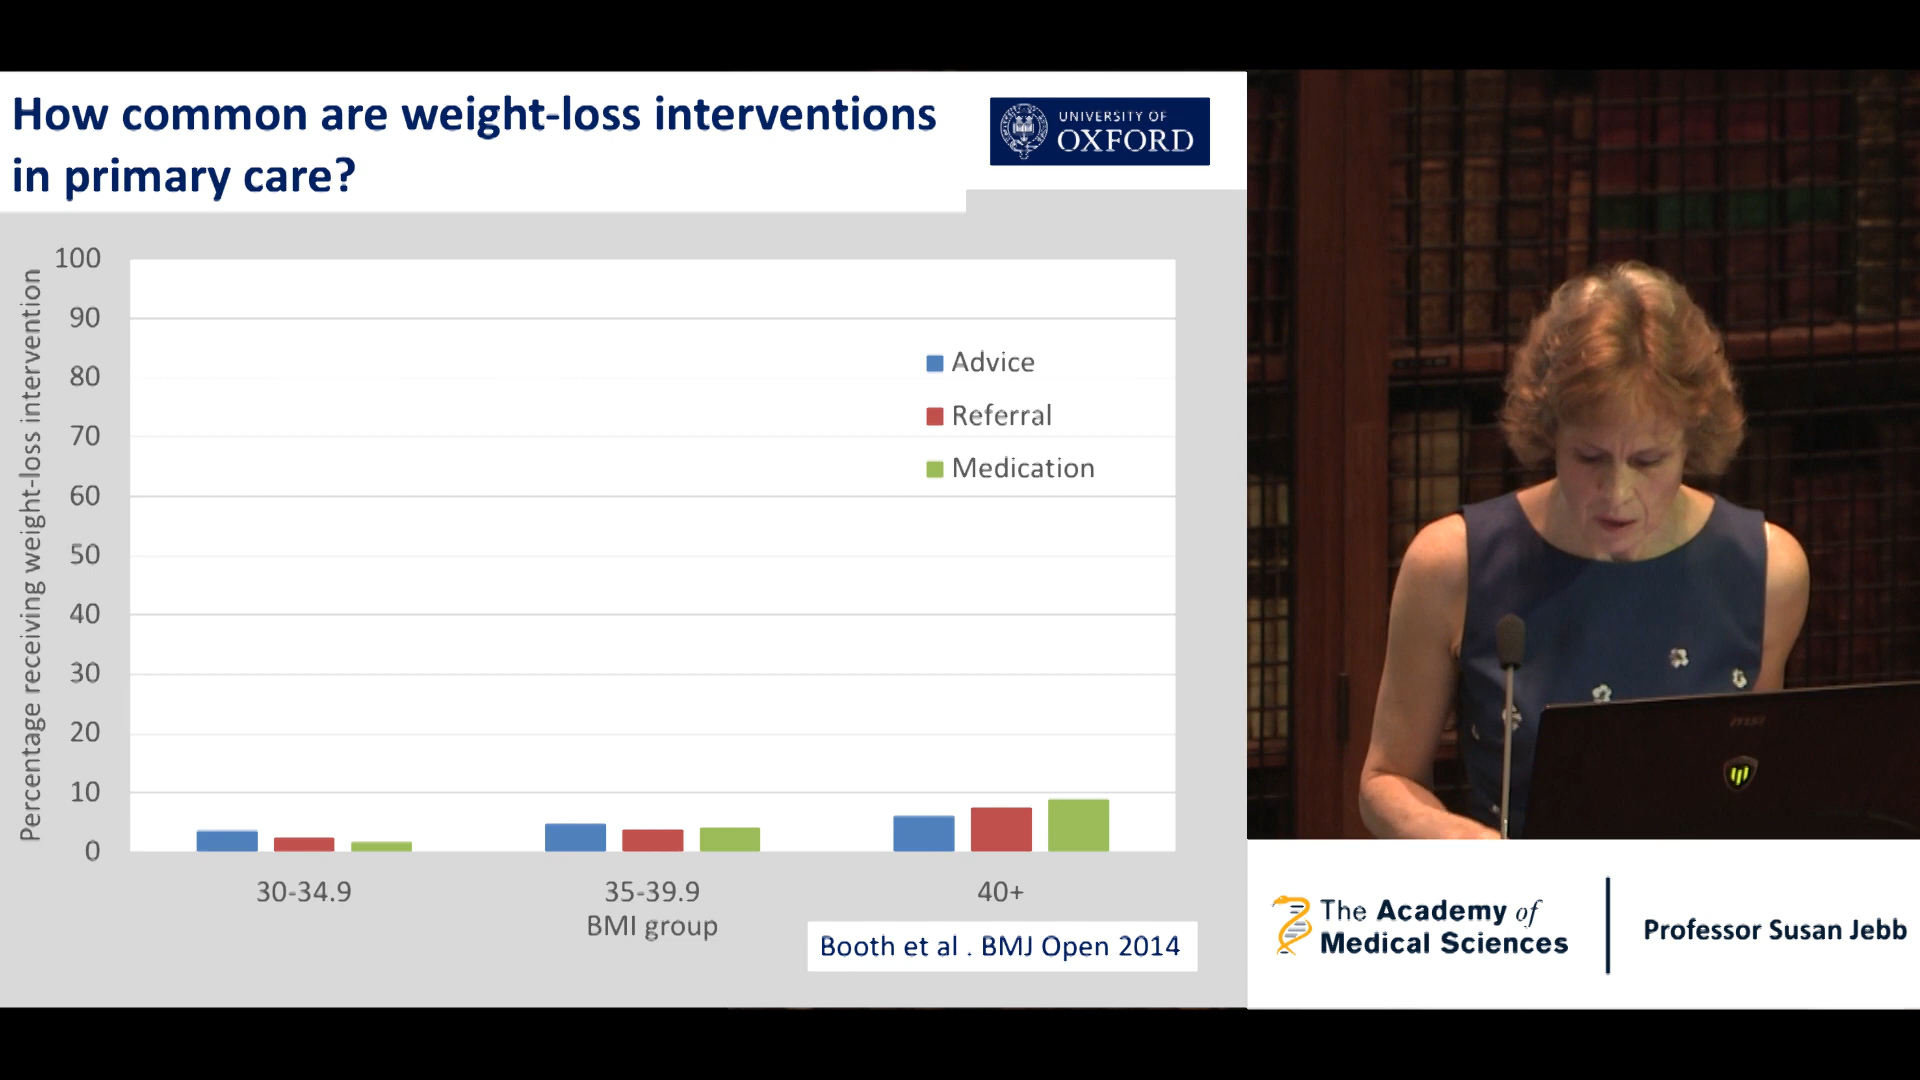 How common are weight-loss interventions
in primary care?
UNIVERSITY OF
OXFORD
Percentage receiving weight-loss intervention
100
90
80
70
60
50
40
30
20
10
0
Advice
Referral
Medication
30-34.9
35-39.9
40+
BMI group
Booth et al . BMJ Open 2014
msi
The Academy of
Medical Sciences
Professor Susan Jebb